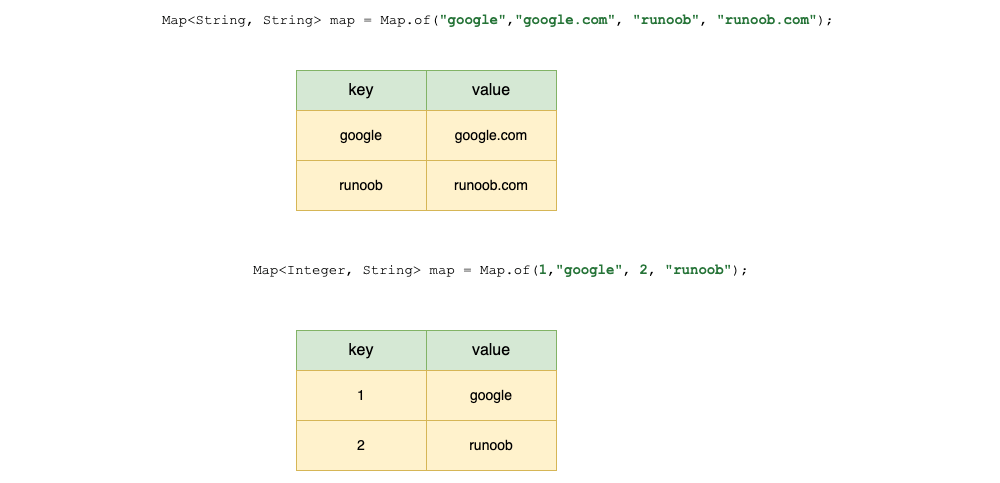 Map<String, String> map = Map.of("google","google.com", "runoob", "runoob.com");
key value
google google.com
runoob runoob.com
Map<Integer, String> map = Map.of(1,"google", 2, "runoob");
key value
1 google
2 runoob